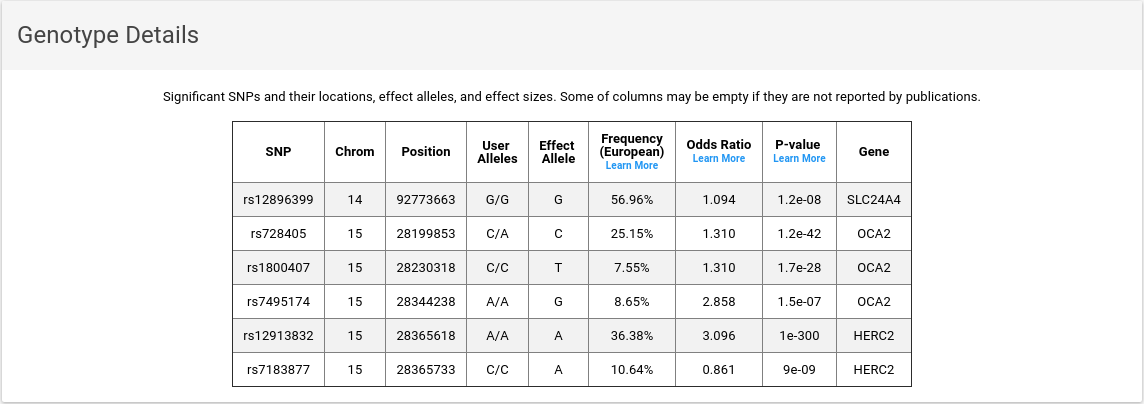 Genotype Details
Significant SNPs and their locations, effect alleles, and effect sizes. Some of columns may be empty if they are not reported by publications.
SNP Chrom Position User Alleles Effect Allele Frequency (European) Learn More Odds Ratio Learn More P-value Learn More Gene
rs12896399 14 92773663 G/G G 56.96% 1.094 1.2e-08 SLC24A4
rs728405 15 28199853 C/A C 25.15% 1.310 1.2e-42 OCA2
rs1800407 15 28230318 C/C T 7.55% 1.310 1.7e-28 OCA2
rs7495174 15 28344238 A/A G 8.65% 2.858 1.5e-07 OCA2
rs12913832 15 28365618 A/A A 36.38% 3.096 1e-300 HERC2
rs7183877 15 28365733 C/C A 10.64% 0.861 9e-09 HERC2